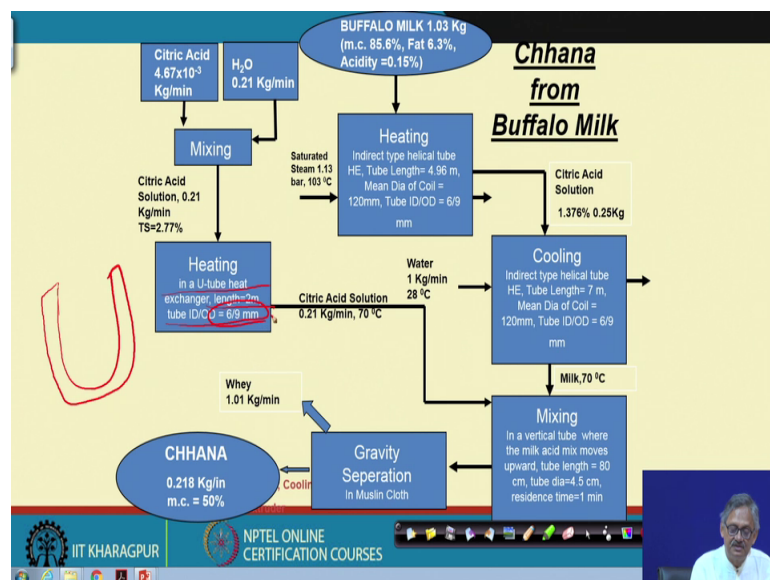 BUFFALO MILK 1.03 Kg
(m.c. 85.6%, Fat 6.3%,
Acidity =0.15%)
Chhana
from
Buffalo Milk
Citric Acid
4.67x10-3
Kg/min
H2O
0.21 Kg/min
Mixing
Heating
Indirect type helical tube
HE, Tube Length= 4.96 m,
Mean Dia of Coil =
120mm, Tube ID/OD = 6/9
mm
Saturated
Steam 1.13
bar, 103 ⁰C
Citric Acid
Solution
1.376% 0.25Kg
Citric Acid
Solution, 0.21
Kg/min
TS=2.77%
Heating
in a U-tube heat
exchanger, length=2m
tube ID/OD = 6/9 mm
Citric Acid Solution
0.21 Kg/min, 70 ⁰C
Water
1 Kg/min
28 ⁰C
Cooling
Indirect type helical tube
HE, Tube Length= 7 m,
Mean Dia of Coil =
120mm, Tube ID/OD = 6/9
mm
Milk,70 ⁰C
Mixing
In a vertical tube where
the milk acid mix moves
upward, tube length = 80
cm, tube dia=4.5 cm,
residence time=1 min
Whey
1.01 Kg/min
Gravity
Seperation
In Muslin Cloth
Coolin
CHHANA
0.218 Kg/in
m.c. = 50%
IIT KHARAGPUR
NPTEL ONLINE
CERTIFICATION COURSES